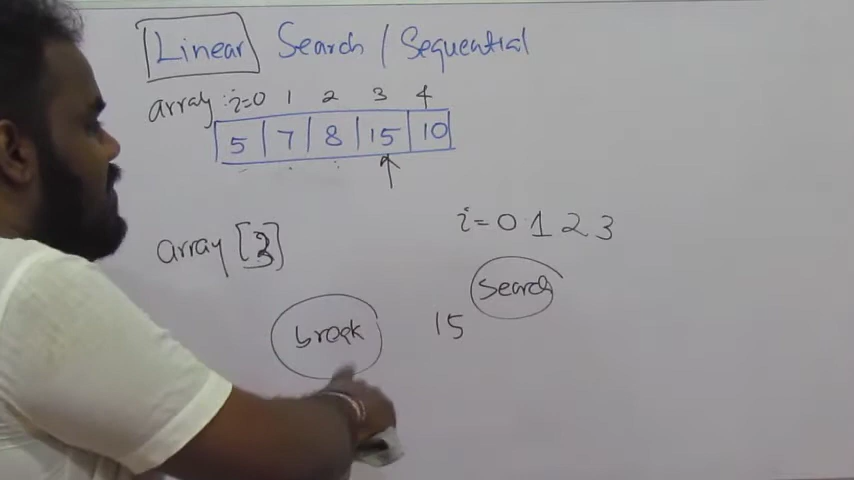 Linear Search / Sequential
array : i=0 1 2 3 4
5 7 8 15 10
i= 0 1 2 3
array [3]
Search
break 15